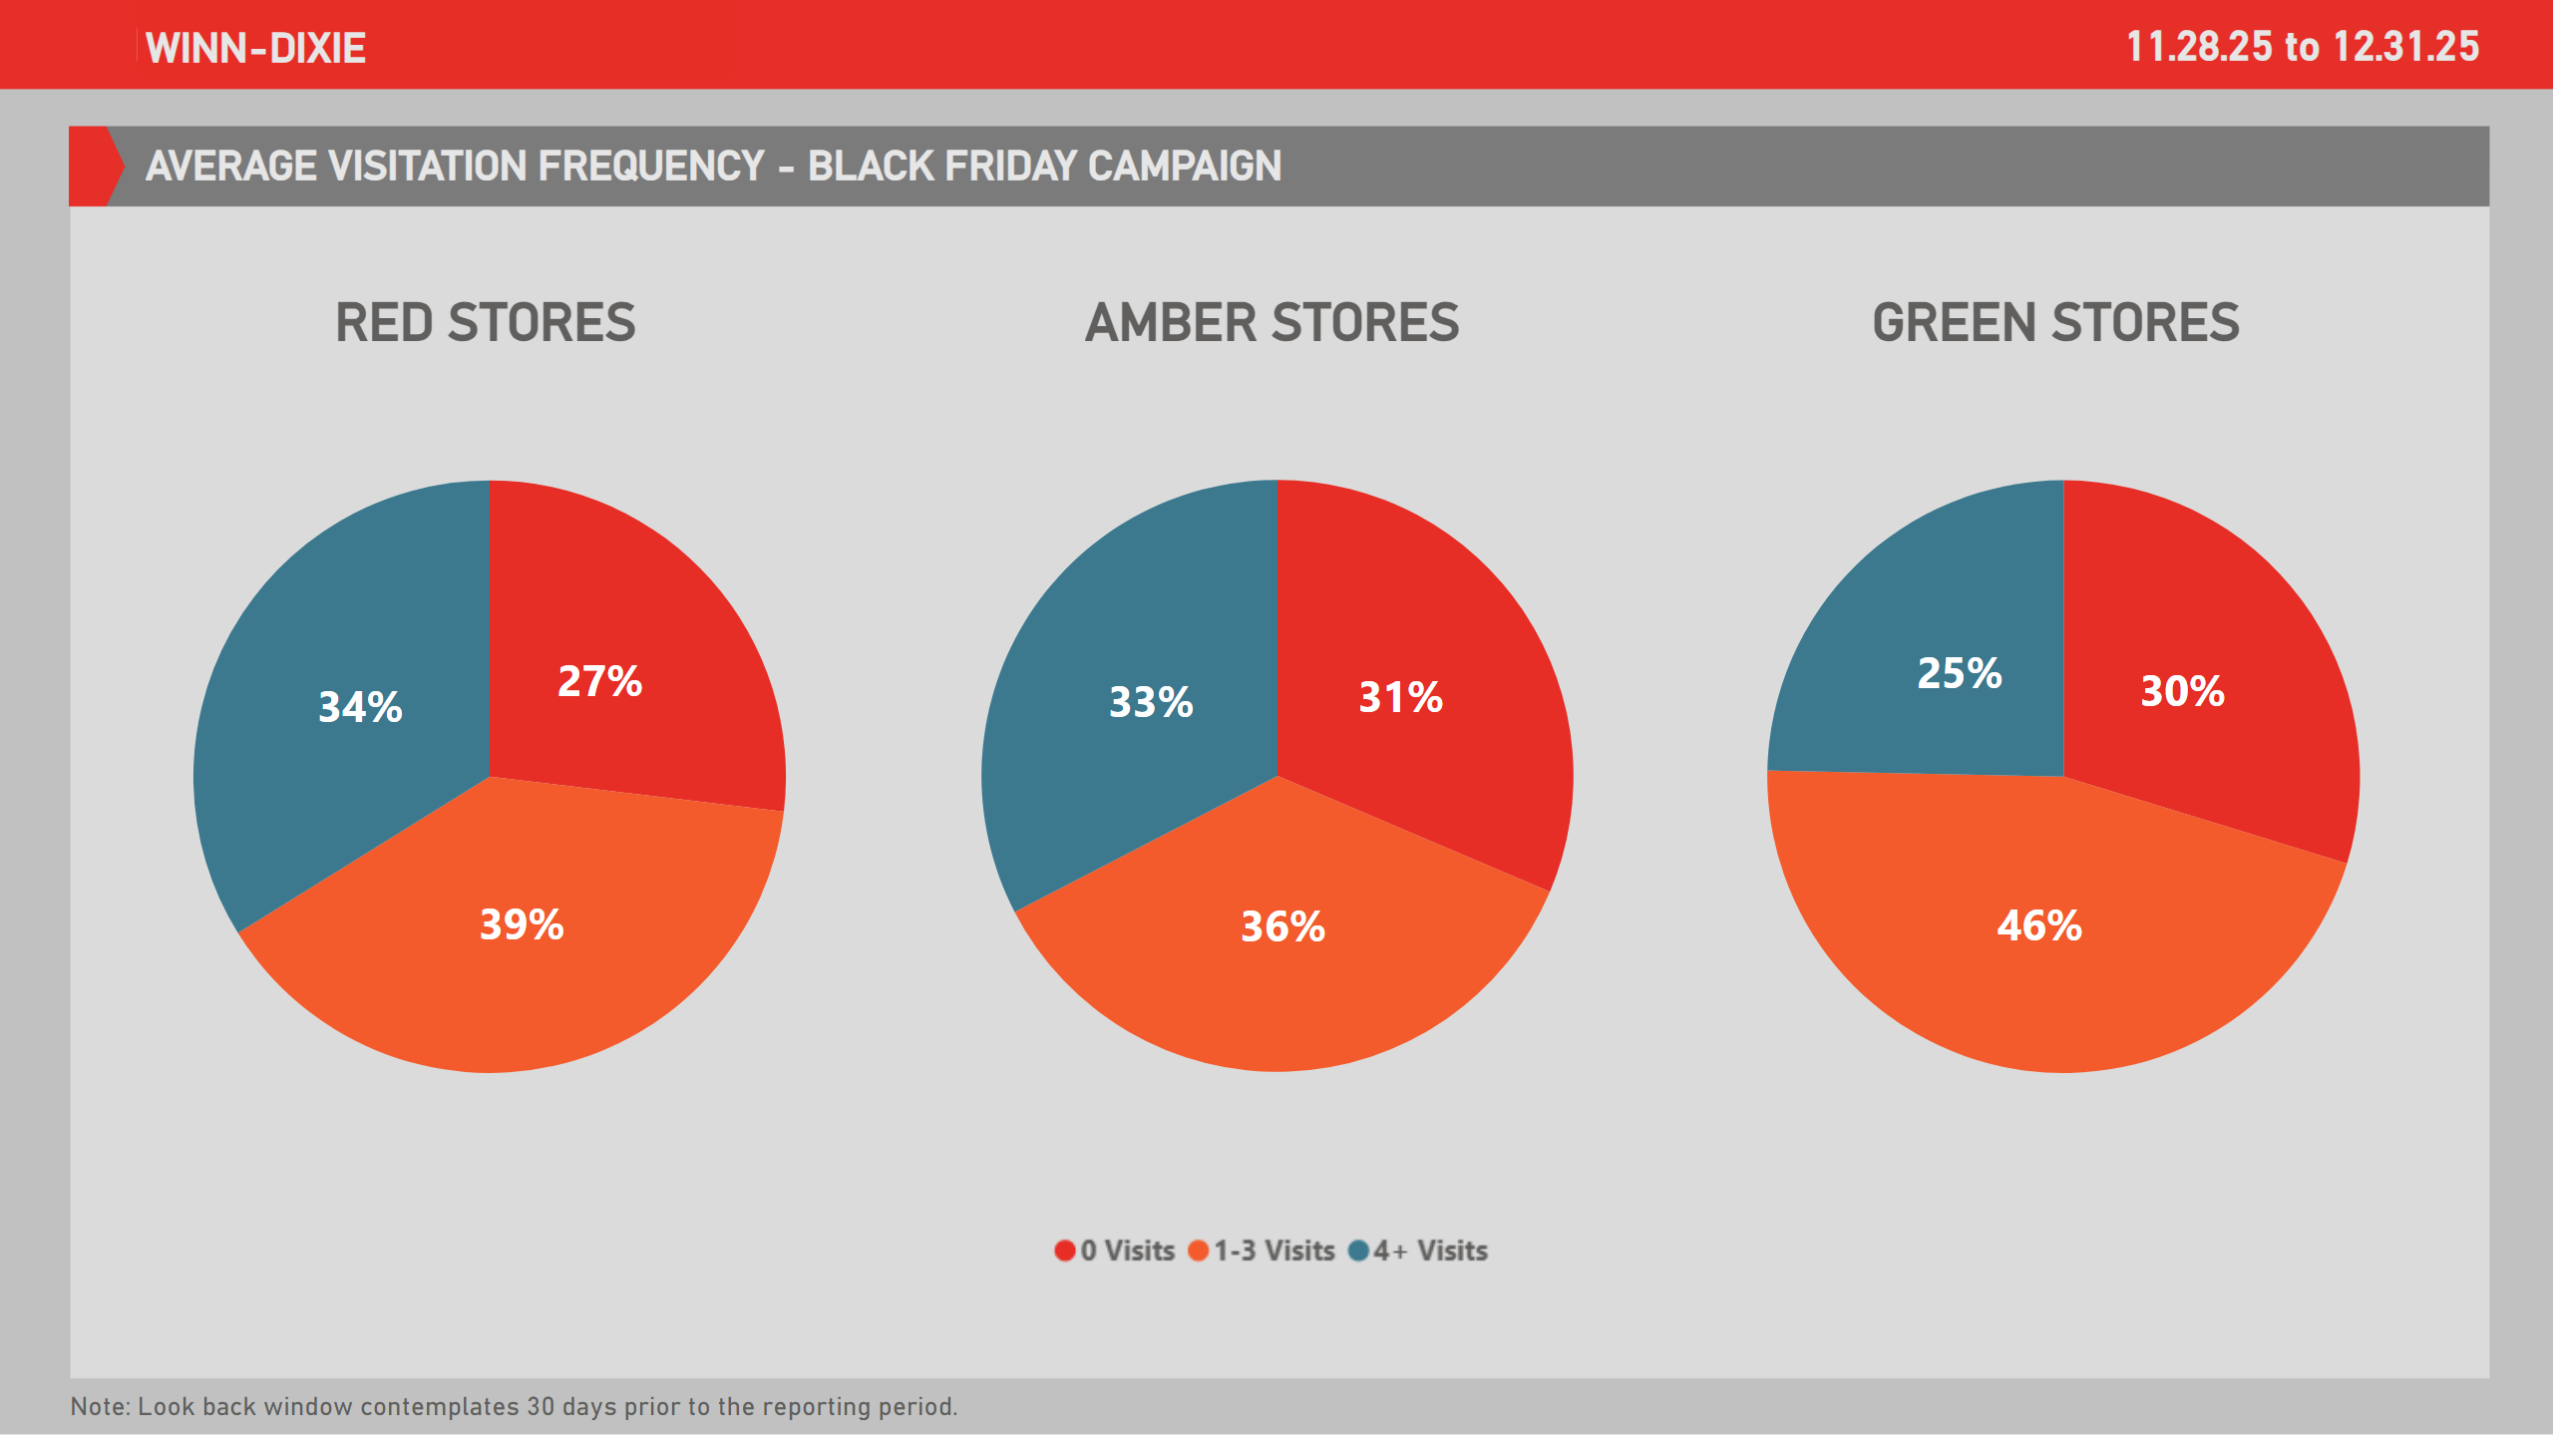 WINN-DIXIE
11.28.25 to 12.31.25
AVERAGE VISITATION FREQUENCY - BLACK FRIDAY CAMPAIGN
RED STORES
AMBER STORES
GREEN STORES
34%
27%
39%
33%
31%
36%
25%
30%
46%
0 Visits 1-3 Visits 4+ Visits
Note: Look back window contemplates 30 days prior to the reporting period.